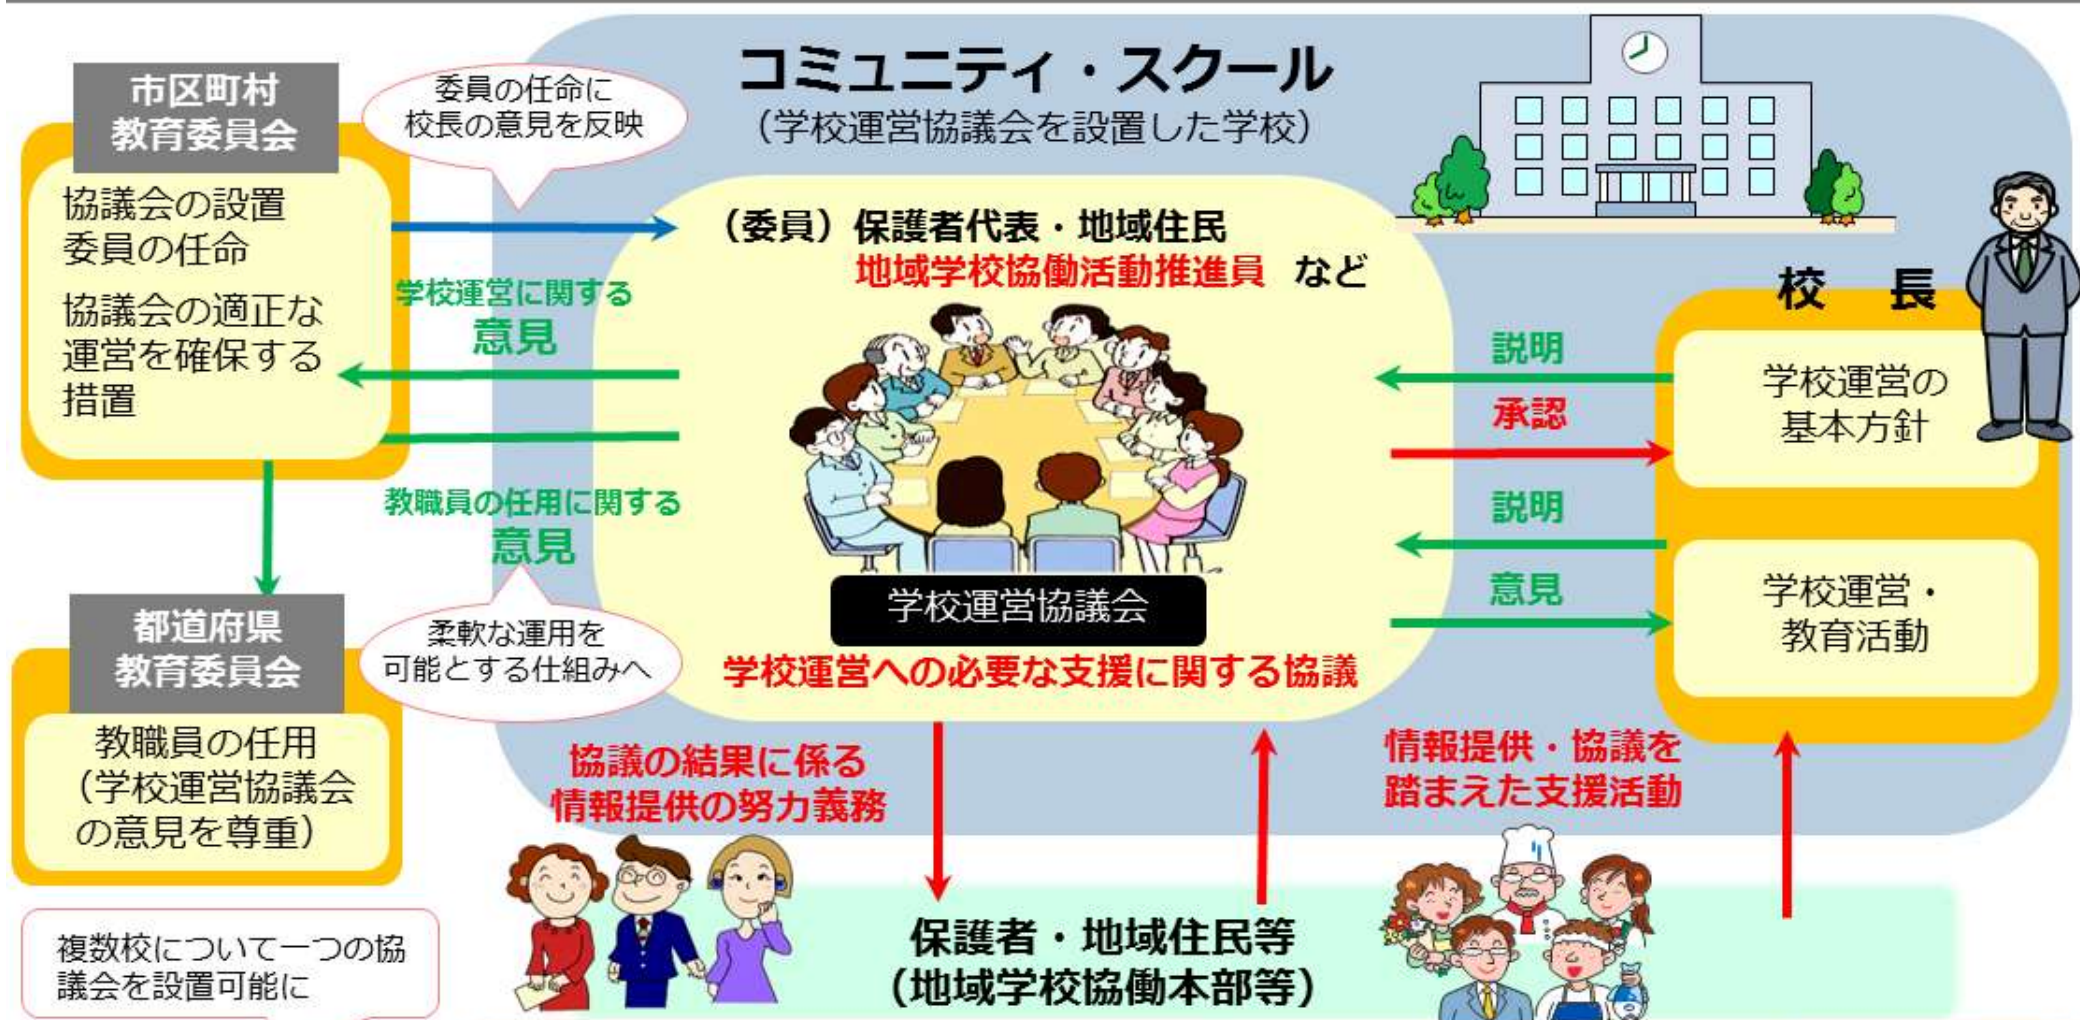 コミュニティ・スクール
（学校運営協議会を設置した学校）
市区町村
教育委員会
協議会の設置
委員の任命
協議会の適正な
運営を確保する
措置
委員の任命に
校長の意見を反映
学校運営に関する
意見
教職員の任用に関する
意見
柔軟な運用を
可能とする仕組みへ
都道府県
教育委員会
教職員の任用
（学校運営協議会
の意見を尊重）
複数校について一つの協
議会を設置可能に
（委員）保護者代表・地域住民
地域学校協働活動推進員　など
学校運営協議会
学校運営への必要な支援に関する協議
校　長
説明
承認
学校運営の
基本方針
説明
意見
学校運営・
教育活動
協議の結果に係る
情報提供の努力義務
情報提供・協議を
踏まえた支援活動
保護者・地域住民等
（地域学校協働本部等）